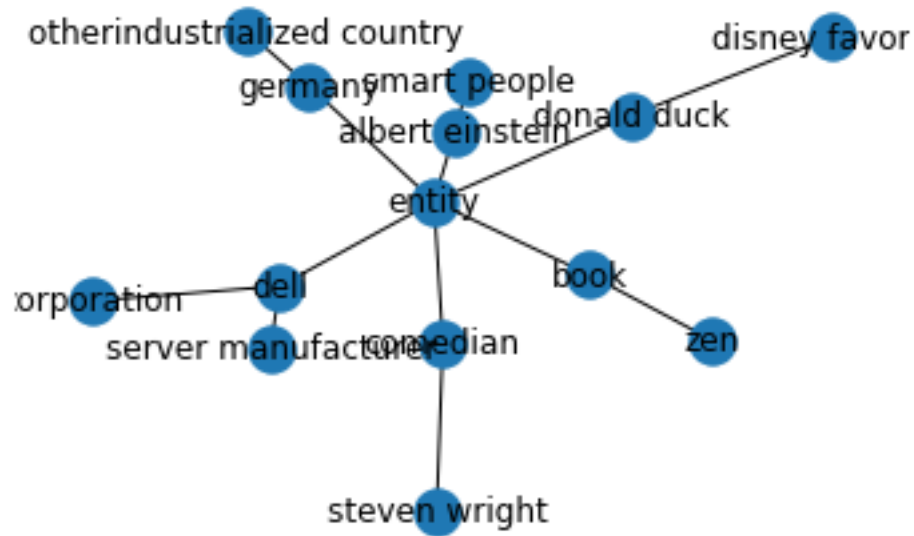 otherindustrialized country
disney favor
germany
smart people
donald duck
albert einstein
entity
book
dell
corporation
zen
server manufacturer
comedian
steven wright